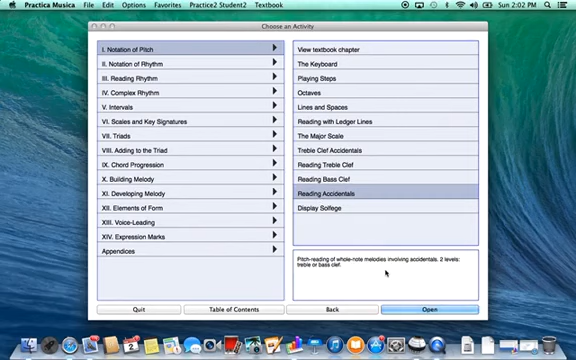 Practica Musica File Edit Options Favorites Practice2 Student2 Textbook Sun 2:02 PM
Choose an Activity
I. Notation of Pitch
II. Notation of Rhythm
III. Reading Rhythm
IV. Complex Rhythm
V. Intervals
VI. Scales and Key Signatures
VII. Triads
VIII. Adding to the Triad
IX. Chord Progression
X. Building Melody
XI. Developing Melody
XII. Elements of Form
XIII. Voice-Leading
XIV. Expression Marks
Appendices
View textbook chapter
The Keyboard
Playing Steps
Octaves
Lines and Spaces
Reading with Ledger Lines
The Major Scale
Treble Clef Accidentals
Reading Treble Clef
Reading Bass Clef
Reading Accidentals
Display Solfege
Pitch-reading of whole-note melodies involving accidentals. 2 levels:
treble or bass clef.
Quit Table of Contents Back Open